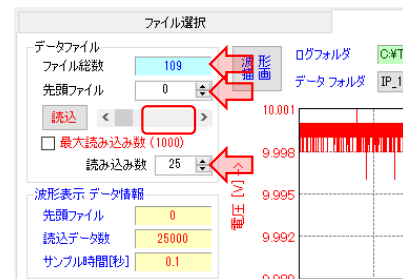 ファイル選択
データファイル
ファイル総数 109
先頭ファイル 0
読込
最大読み込み数 (1000)
読み込み数 25
波形表示 データ情報
先頭ファイル 0
読込データ数 25000
サンプル時間[秒] 0.1
波形
描画
ログフォルダ C:¥T
データ フォルダ IP_1
10.001
9.998
9.995
9.992
電圧 [V]